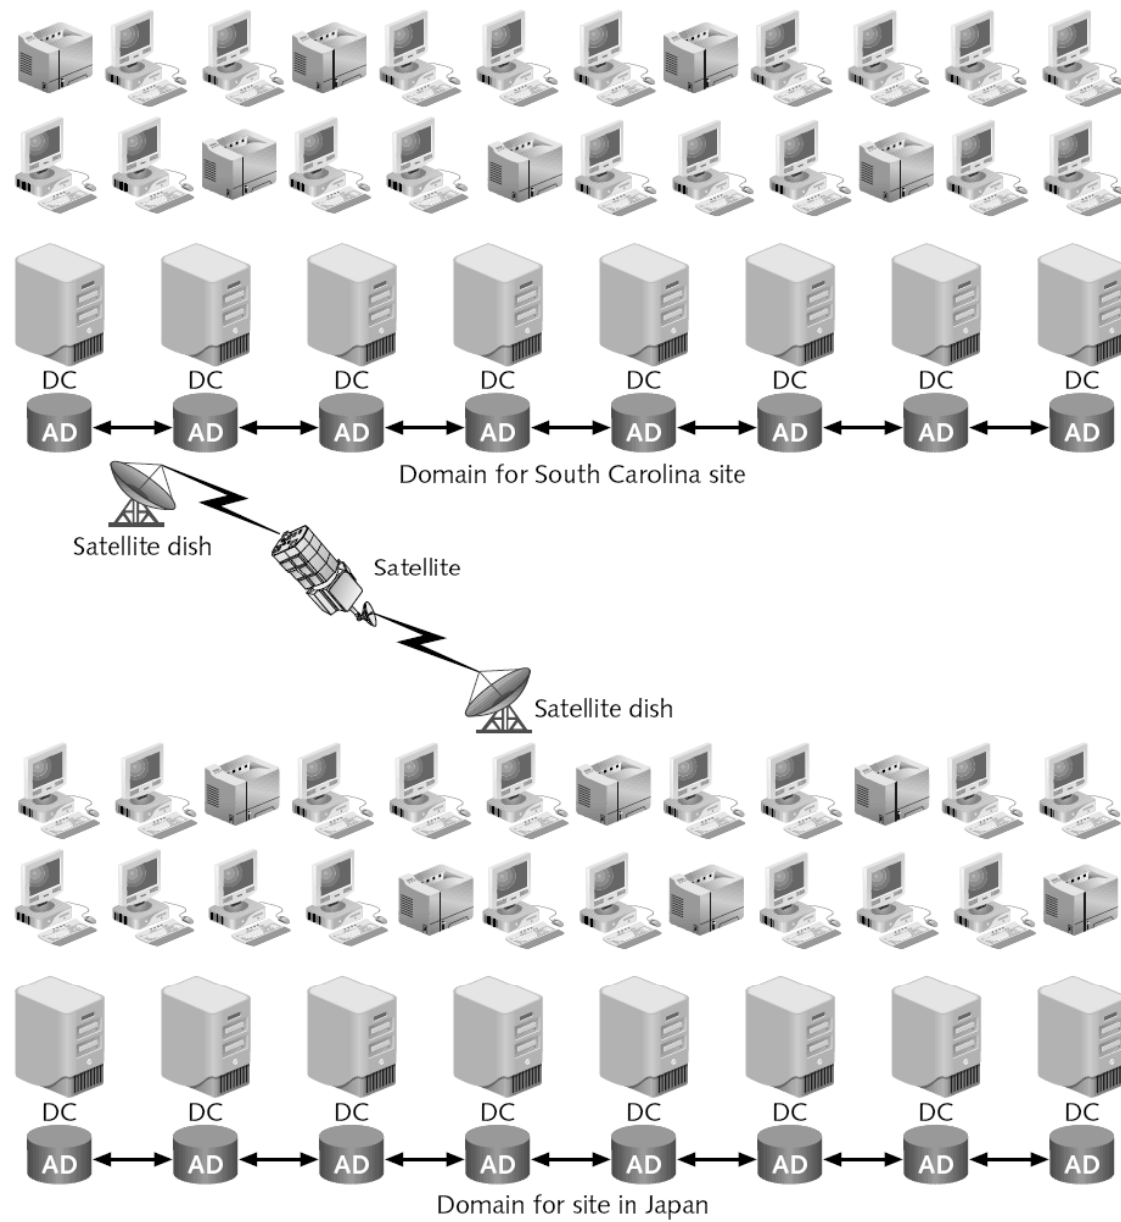 DC DC DC DC DC DC DC DC
AD AD AD AD AD AD AD AD
Domain for South Carolina site
Satellite dish
Satellite
Satellite dish
DC DC DC DC DC DC DC DC
AD AD AD AD AD AD AD AD
Domain for site in Japan